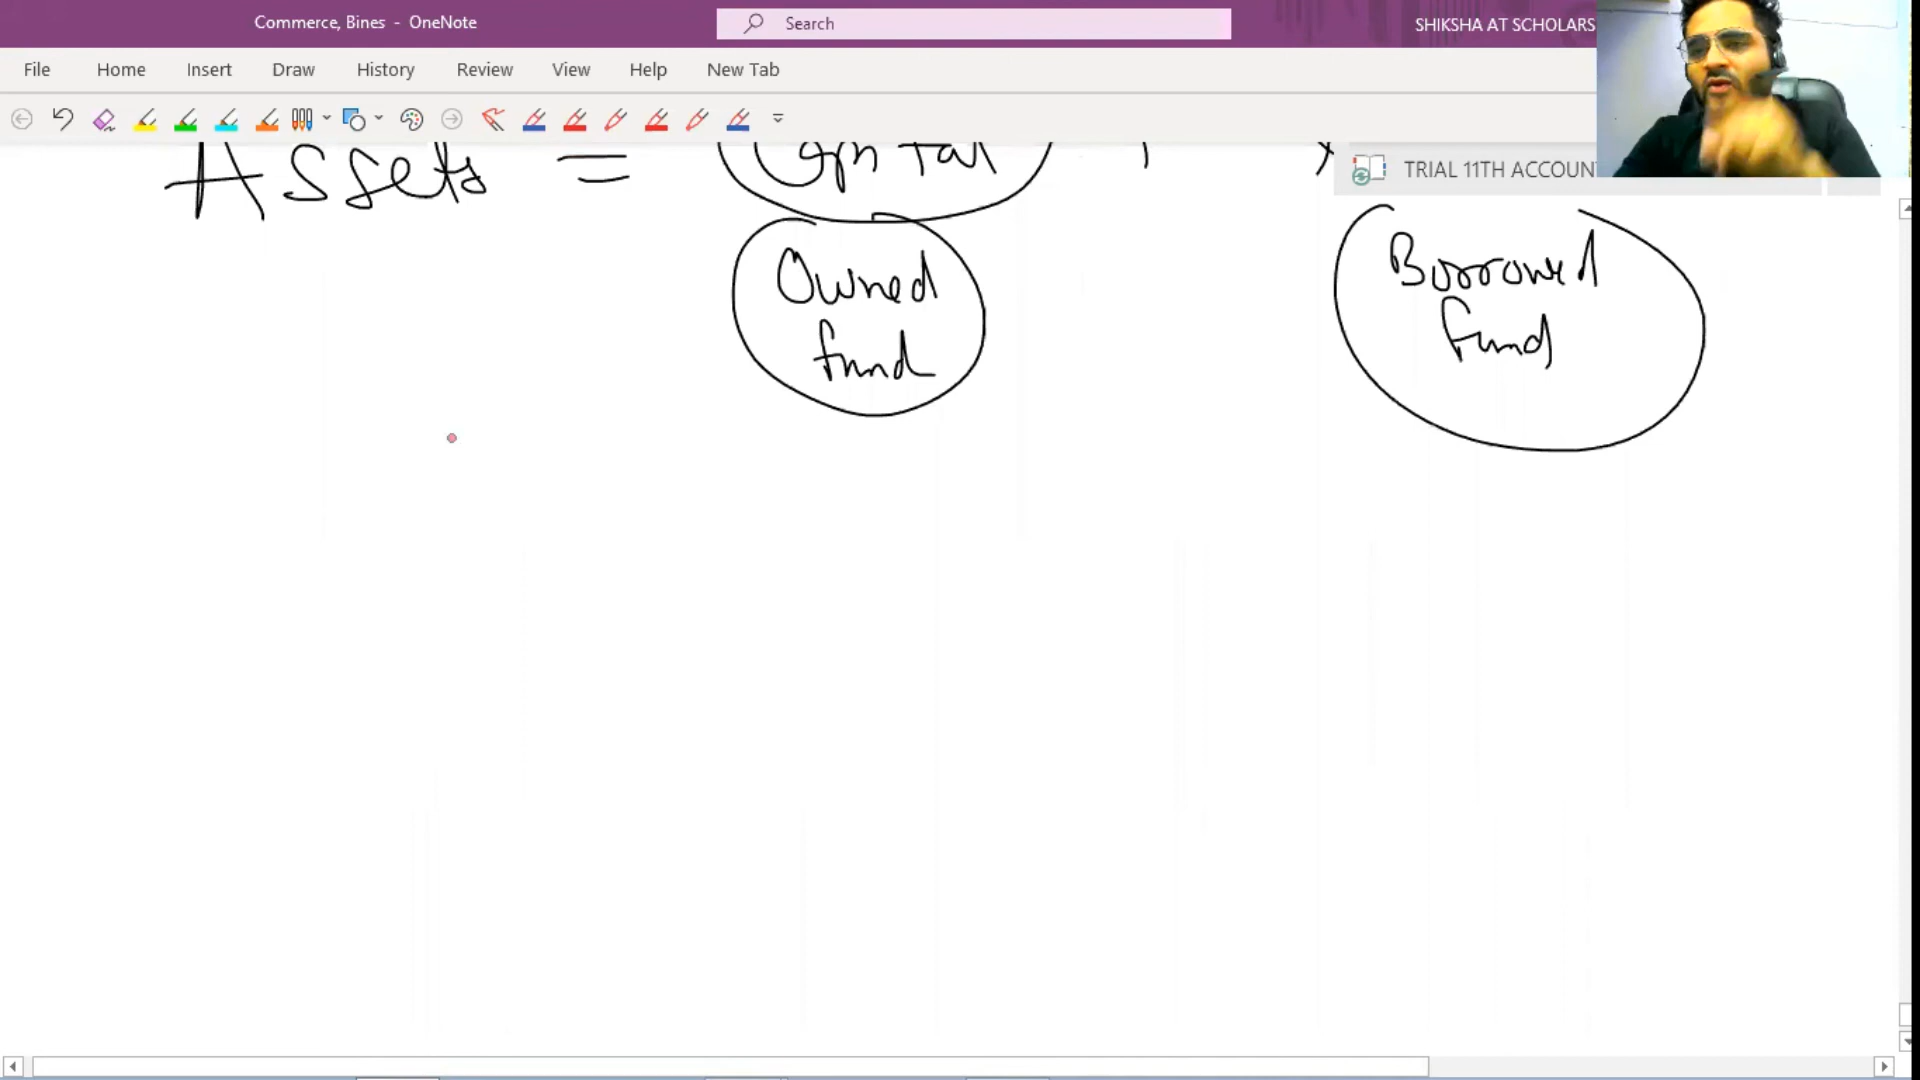 Commerce, Bines - OneNote
Search
SHIKSHA AT SCHOLARS
File Home Insert Draw History Review View Help New Tab
TRIAL 11TH ACCOUN
Assets = Capital
Owned
fund
Borrowed
fund